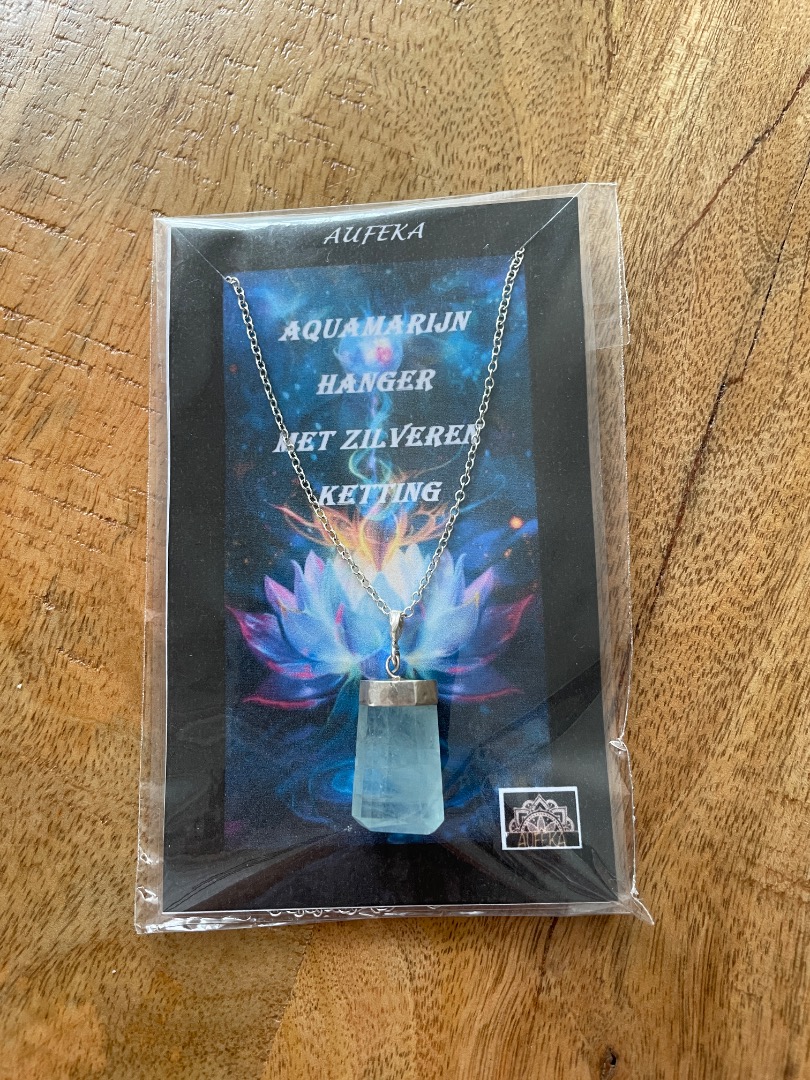 AUFEKA
AQUAMARIJN
HANGER
MET ZILVEREN
KETTING
AUFEKA